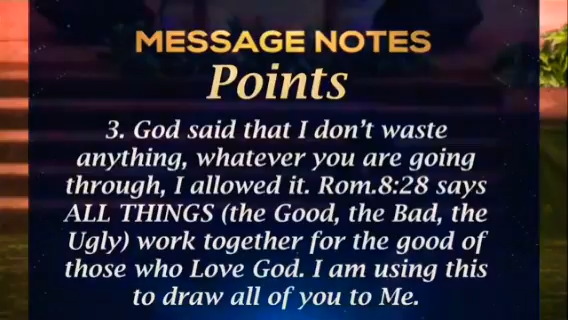 MESSAGE NOTES
Points
3. God said that I don't waste
anything, whatever you are going
through, I allowed it. Rom.8:28 says
ALL THINGS (the Good, the Bad, the
Ugly) work together for the good of
those who Love God. I am using this
to draw all of you to Me.